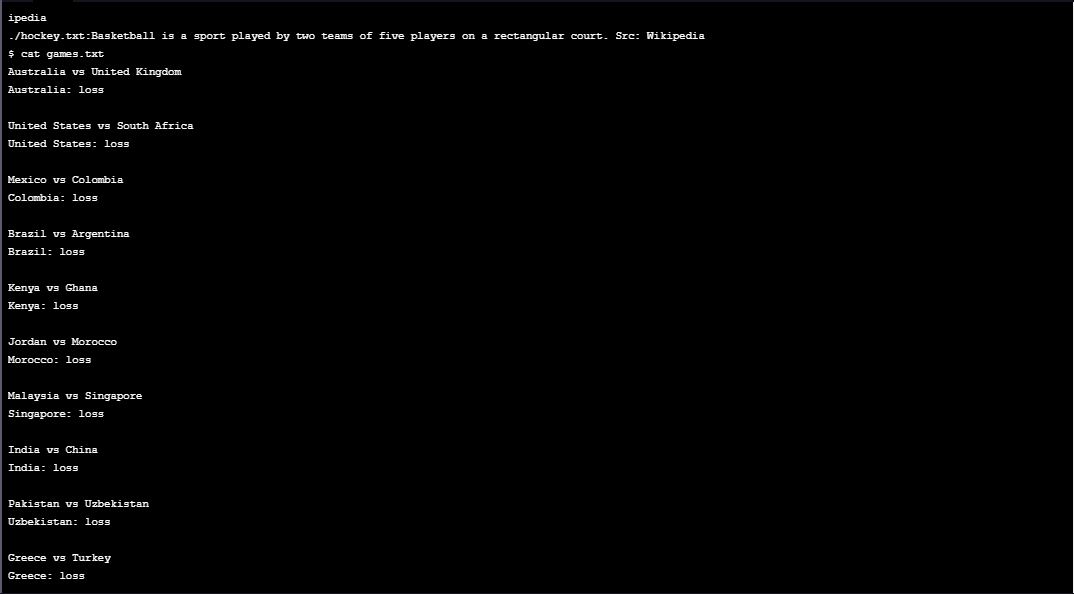 ipedia
./hockey.txt:Basketball is a sport played by two teams of five players on a rectangular court. Src: Wikipedia
$ cat games.txt
Australia vs United Kingdom
Australia: loss
United States vs South Africa
United States: loss
Mexico vs Colombia
Colombia: loss
Brazil vs Argentina
Brazil: loss
Kenya vs Ghana
Kenya: loss
Jordan vs Morocco
Morocco: loss
Malaysia vs Singapore
Singapore: loss
India vs China
India: loss
Pakistan vs Uzbekistan
Uzbekistan: loss
Greece vs Turkey
Greece: loss